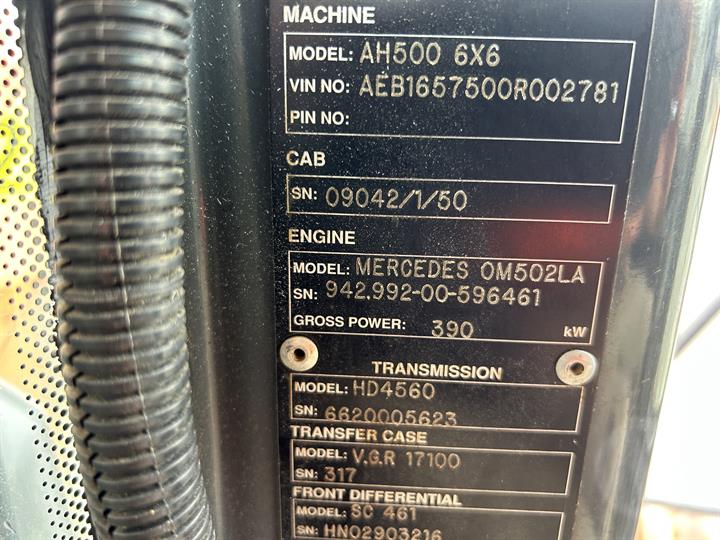 MACHINE
MODEL: AH500 6X6
VIN NO: AEB1657500R002781
PIN NO:
CAB
SN: 09042/1/50
ENGINE
MODEL: MERCEDES OM502LA
SN: 942.992-00-596461
GROSS POWER: 390 kW
TRANSMISSION
MODEL: HD4560
SN: 6620005623
TRANSFER CASE
MODEL: V.G.R 17100
SN: 317
FRONT DIFFERENTIAL
MODEL: SC 461
SN: HN02903216